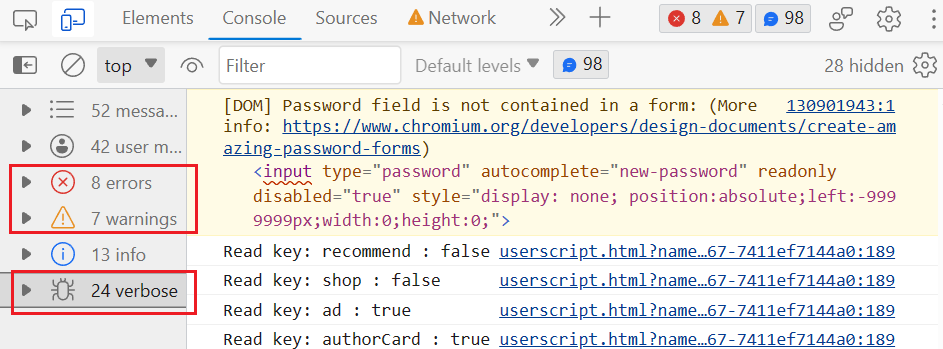 Elements Console Sources Network 8 7 98
top Filter Default levels 98 28 hidden
52 messa...
42 user m...
8 errors
7 warnings
13 info
24 verbose
[DOM] Password field is not contained in a form: (More 130901943:1
info: https://www.chromium.org/developers/design-documents/create-am
azing-password-forms)
<input type="password" autocomplete="new-password" readonly
disabled="true" style="display: none; position:absolute;left:-999
9999px;width:0;height:0;">
Read key: recommend : false userscript.html?name…67-7411ef7144a0:189
Read key: shop : false userscript.html?name…67-7411ef7144a0:189
Read key: ad : true userscript.html?name…67-7411ef7144a0:189
Read key: authorCard : true userscript.html?name…67-7411ef7144a0:189